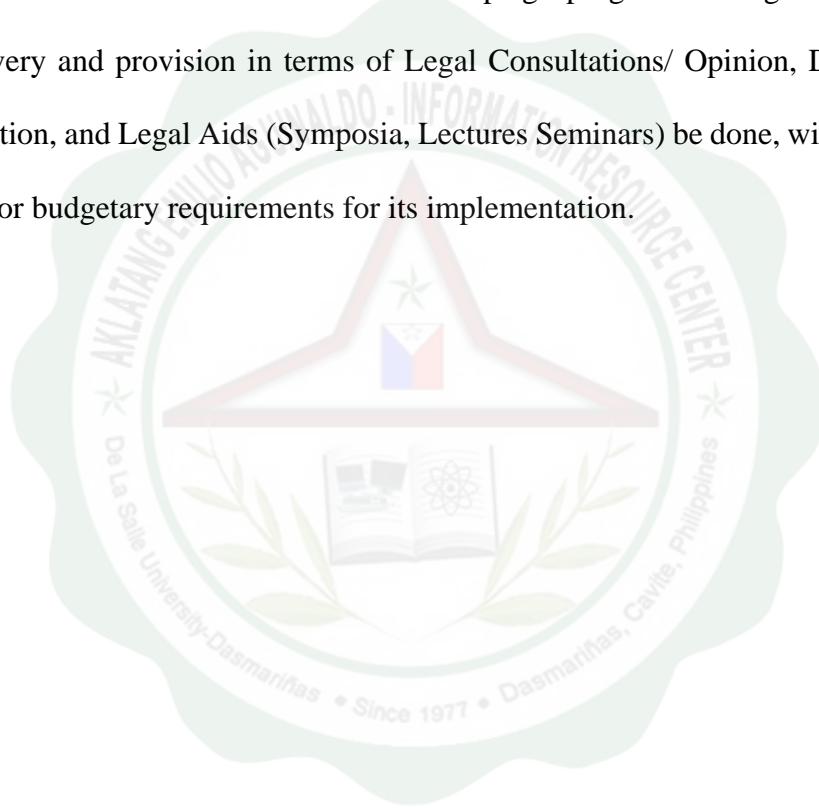 very and provision in terms of Legal Consultations/ Opinion, D
tion, and Legal Aids (Symposia, Lectures Seminars) be done, wi
or budgetary requirements for its implementation.
AKLATANG EMILIO AGUINALDO - INFORMATION RESOURCE CENTER
De La Salle University-Dasmariñas • Since 1977 • Dasmariñas, Cavite, Philippines